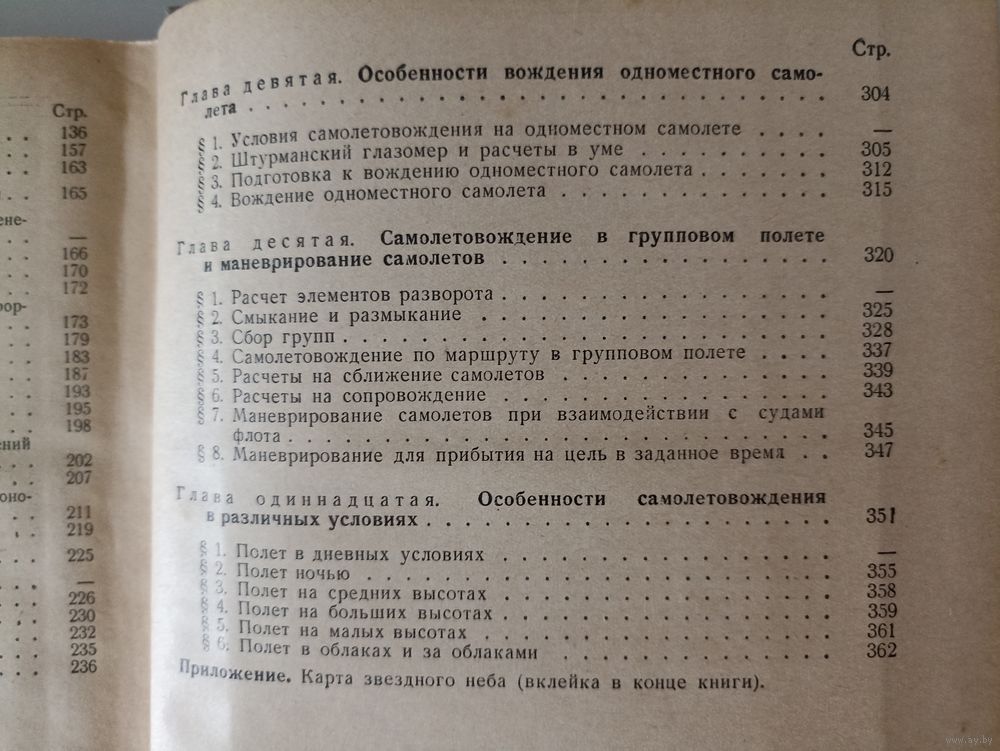 Стр.
136
157
163
165
ене-
—
166
170
172
фор-
173
179
183
187
193
195
198
ений
202
207
оно-
211
219
225
—
226
230
232
235
236
Стр.
Глава девятая. Особенности вождения одноместного само-
лета . . . . . . . . . . . . . . . . . . . . . . . 304
§ 1. Условия самолетовождения на одноместном самолете . . . . —
§ 2. Штурманский глазомер и расчеты в уме . . . . . . . . . 305
§ 3. Подготовка к вождению одноместного самолета . . . . . . . 312
§ 4. Вождение одноместного самолета . . . . . . . . . . . 315
Глава десятая. Самолетовождение в групповом полете
и маневрирование самолетов . . . . . . . . . . . . . . 320
§ 1. Расчет элементов разворота . . . . . . . . . . . . . . —
§ 2. Смыкание и размыкание . . . . . . . . . . . . . . . 325
§ 3. Сбор групп . . . . . . . . . . . . . . . . . . . . 328
§ 4. Самолетовождение по маршруту в групповом полете . . . . 337
§ 5. Расчеты на сближение самолетов . . . . . . . . . . . 339
§ 6. Расчеты на сопровождение . . . . . . . . . . . . . . 343
§ 7. Маневрирование самолетов при взаимодействии с судами
флота . . . . . . . . . . . . . . . . . . . . . . 345
§ 8. Маневрирование для прибытия на цель в заданное время . . 347
Глава одиннадцатая. Особенности самолетовождения
в различных условиях . . . . . . . . . . . . . . . . . 351
§ 1. Полет в дневных условиях . . . . . . . . . . . . . . —
§ 2. Полет ночью . . . . . . . . . . . . . . . . . . . 355
§ 3. Полет на средних высотах . . . . . . . . . . . . . . 358
§ 4. Полет на больших высотах . . . . . . . . . . . . . . 359
§ 5. Полет на малых высотах . . . . . . . . . . . . . . . 361
§ 6. Полет в облаках и за облаками . . . . . . . . . . . 362
Приложение. Карта звездного неба (вклейка в конце книги).
www.ay.by